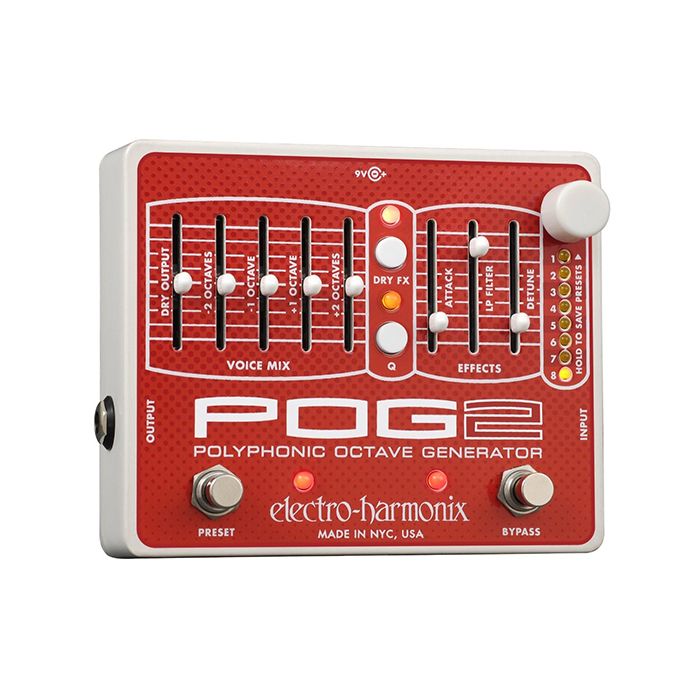 9V +
DRY OUTPUT
-2 OCTAVES
-1 OCTAVE
+1 OCTAVE
+2 OCTAVES
VOICE MIX
DRY FX
Q
ATTACK
LP FILTER
DETUNE
EFFECTS
1
2
3
4
5
6
7
8
HOLD TO SAVE PRESETS ▶
OUTPUT
INPUT
POG2
POLYPHONIC OCTAVE GENERATOR
PRESET
electro-harmonix
MADE IN NYC, USA
BYPASS